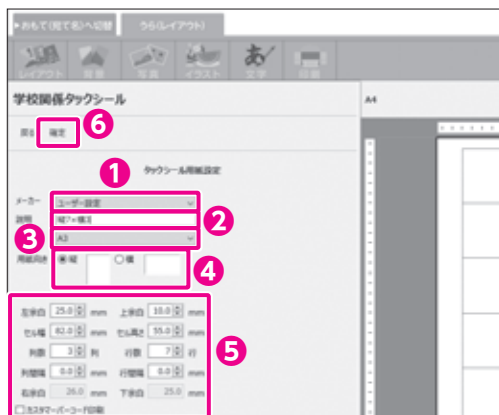 ▸おもて(宛て名)へ切替 うら(レイアウト)
レイアウト 背景 写真 イラスト 文字 印刷
学校関係タックシール
A4
戻る 確定 6
1 タックシール用紙設定
メーカー ユーザー設定
説明 縦7×横3 2
3 A3
用紙向き 縦 横 4
左余白 25.0 mm 上余白 10.0 mm
セル幅 82.0 mm セル高さ 55.0 mm
列数 3 列 行数 7 行 5
列間隔 0.0 mm 行間隔 0.0 mm
右余白 26.0 mm 下余白 25.0 mm
カスタマーバーコード印刷